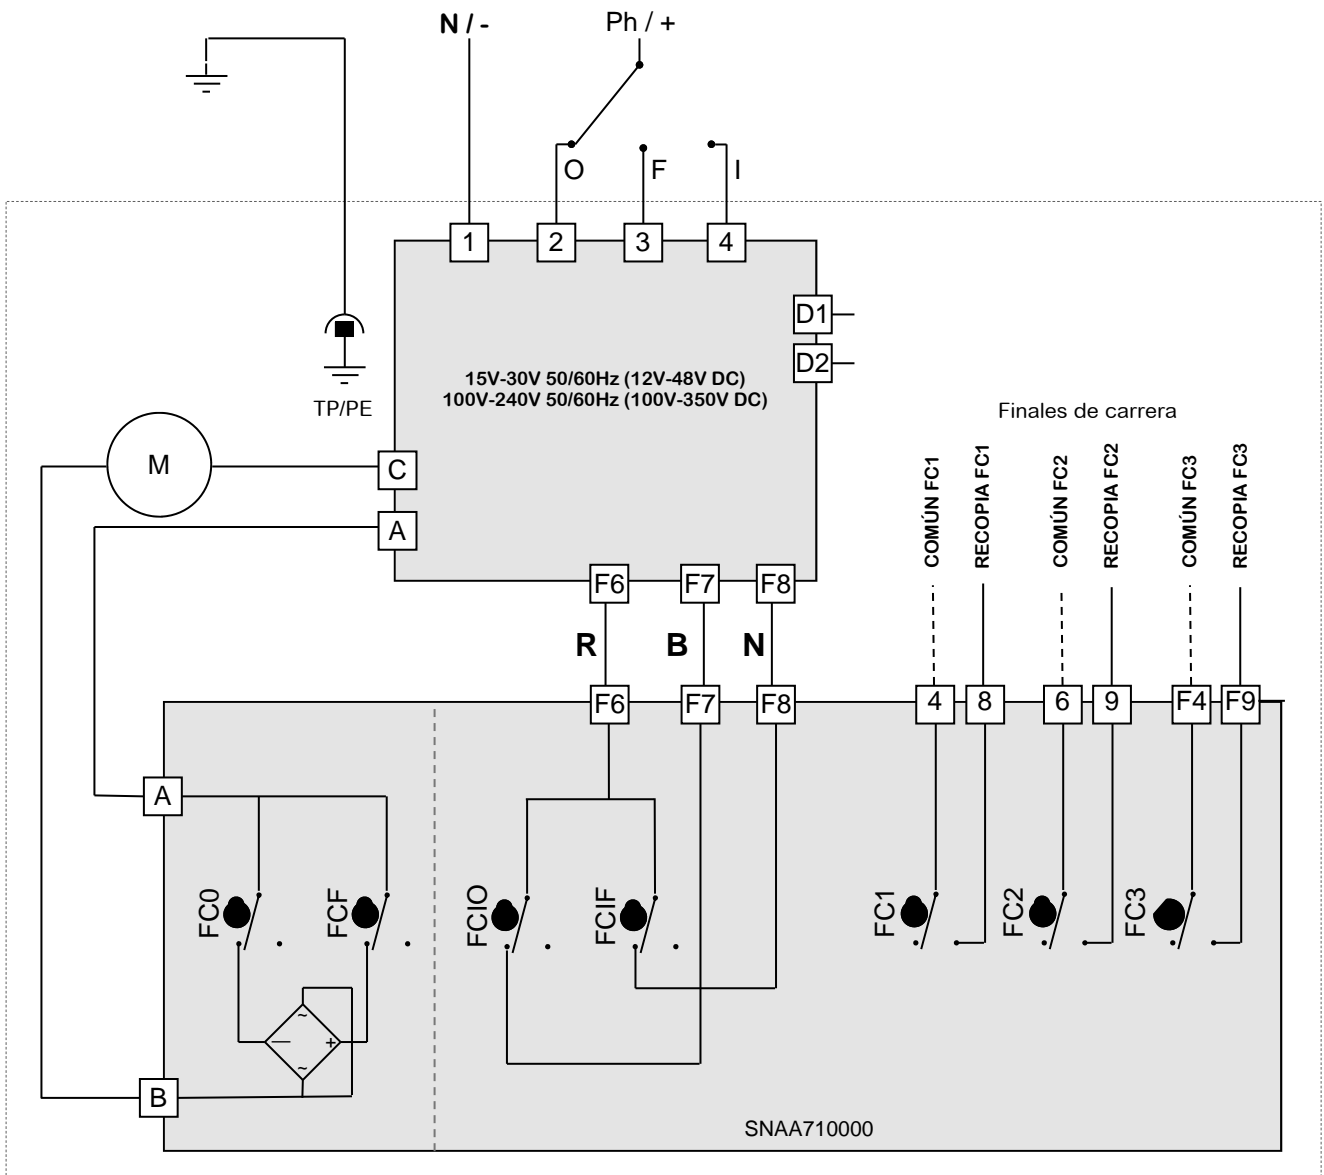 N / -
Ph / +
O
F
I
1
2
3
4
D1
D2
15V-30V 50/60Hz (12V-48V DC)
100V-240V 50/60Hz (100V-350V DC)
TP/PE
M
C
A
Finales de carrera
COMÚN FC1
RECOPIA FC1
COMÚN FC2
RECOPIA FC2
COMÚN FC3
RECOPIA FC3
F6
F7
F8
R
B
N
F6
F7
F8
4
8
6
9
F4
F9
A
FC0
FCF
FCIO
FCIF
FC1
FC2
FC3
~
—
+
~
B
SNAA710000